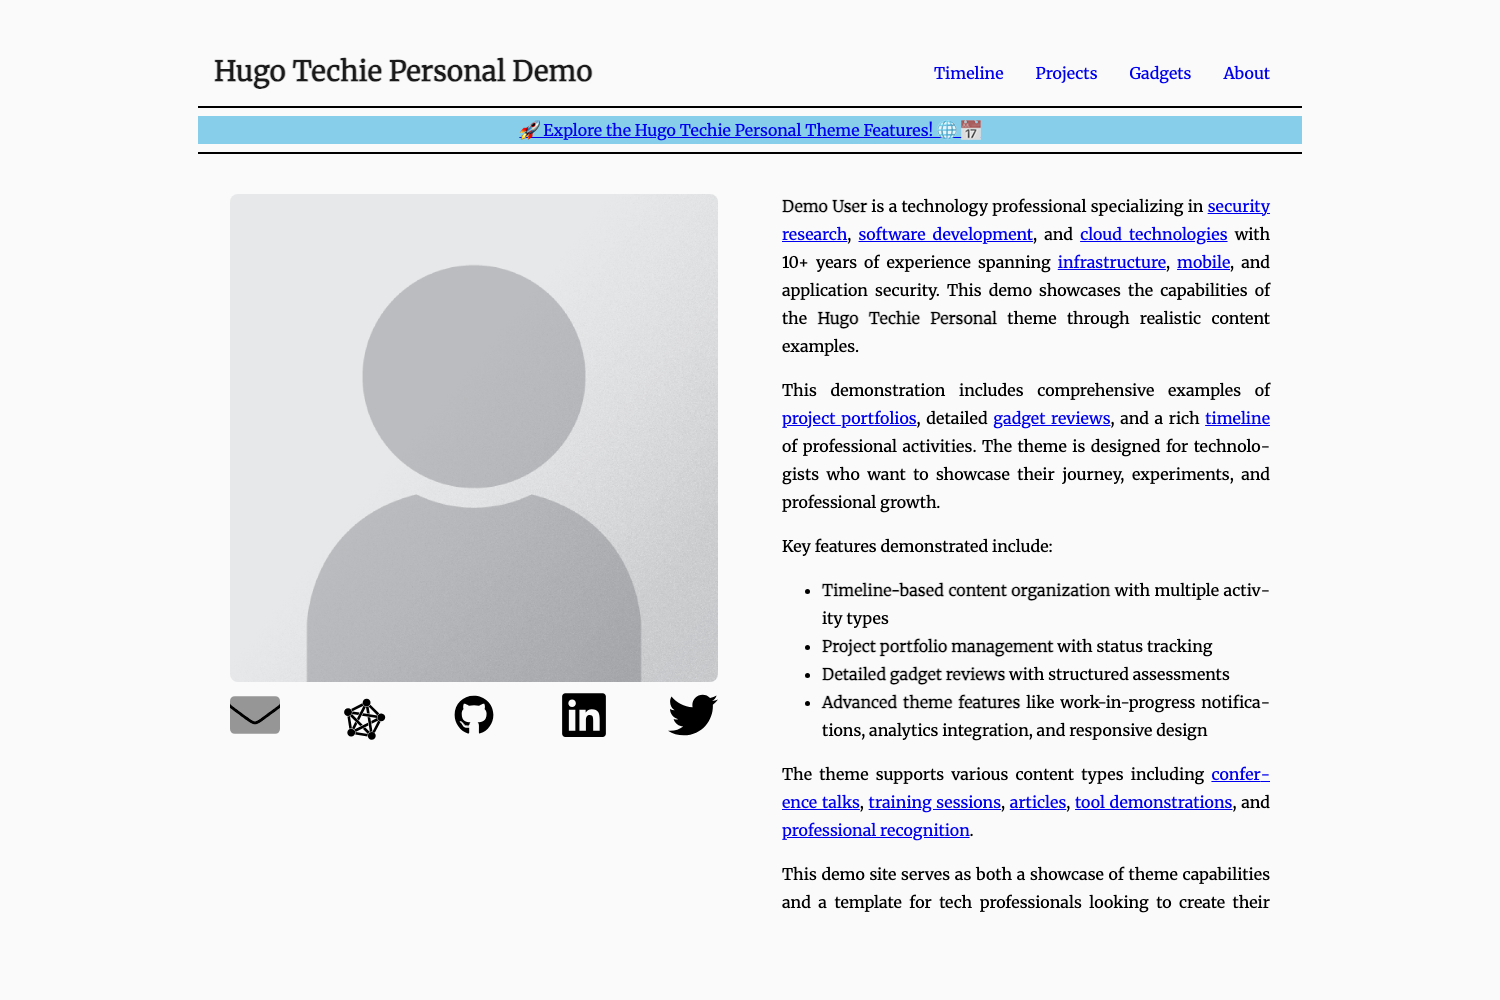 Hugo Techie Personal Demo
Timeline Projects Gadgets About
🚀 Explore the Hugo Techie Personal Theme Features! 🌐📅
Demo User is a technology professional specializing in security
research, software development, and cloud technologies with
10+ years of experience spanning infrastructure, mobile, and
application security. This demo showcases the capabilities of
the Hugo Techie Personal theme through realistic content
examples.
This demonstration includes comprehensive examples of
project portfolios, detailed gadget reviews, and a rich timeline
of professional activities. The theme is designed for technolo-
gists who want to showcase their journey, experiments, and
professional growth.
Key features demonstrated include:
• Timeline-based content organization with multiple activ-
ity types
• Project portfolio management with status tracking
• Detailed gadget reviews with structured assessments
• Advanced theme features like work-in-progress notifica-
tions, analytics integration, and responsive design
The theme supports various content types including confer-
ence talks, training sessions, articles, tool demonstrations, and
professional recognition.
This demo site serves as both a showcase of theme capabilities
and a template for tech professionals looking to create their